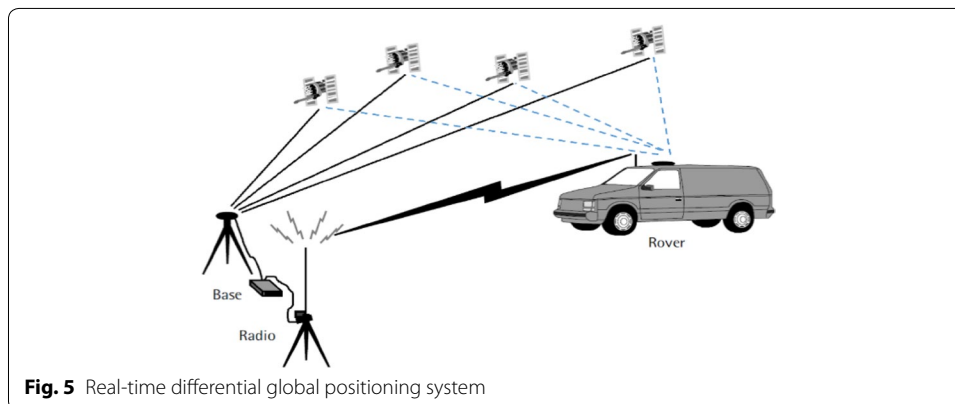 Rover
Base
Radio
Fig. 5 Real-time differential global positioning system